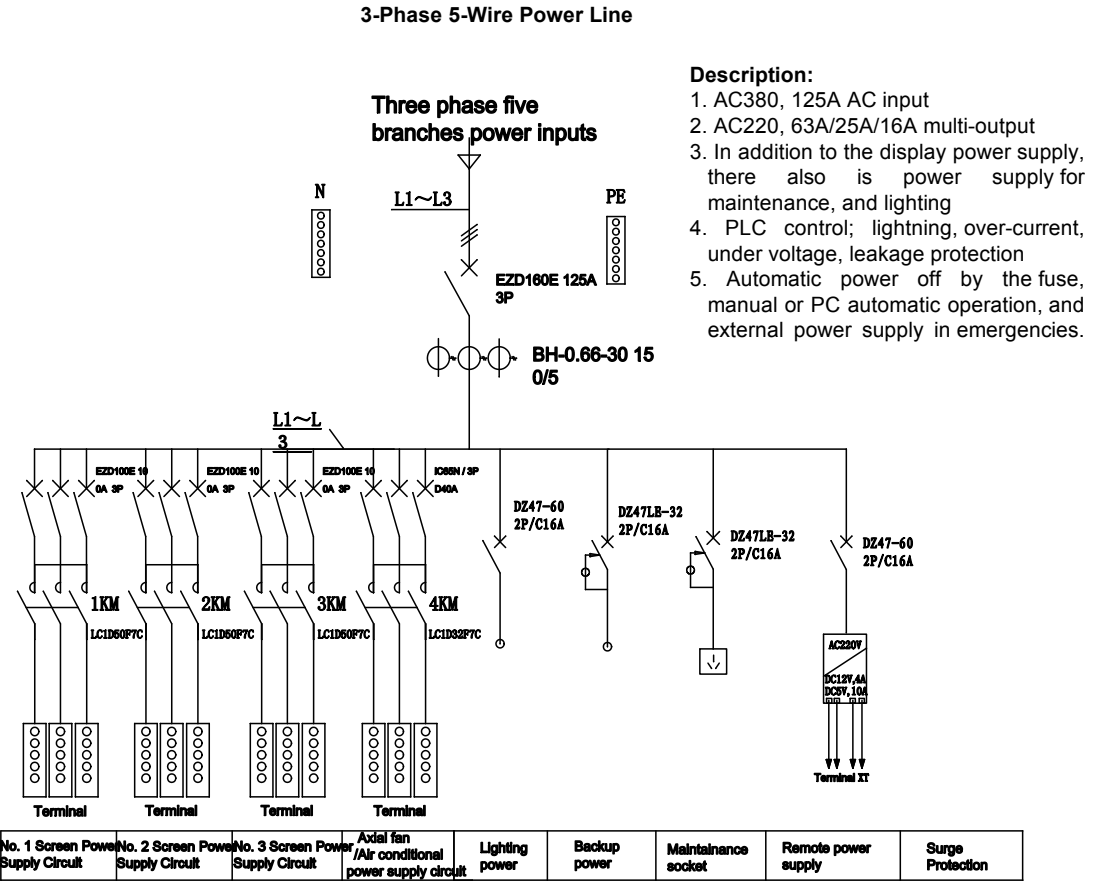 3-Phase 5-Wire Power Line
Description:
1. AC380, 125A AC input
2. AC220, 63A/25A/16A multi-output
3. In addition to the display power supply,
there also is power supply for
maintenance, and lighting
4. PLC control; lightning, over-current,
under voltage, leakage protection
5. Automatic power off by the fuse,
manual or PC automatic operation, and
external power supply in emergencies.
Three phase five
branches power inputs
N
L1~L3
PE
EZD160E 125A
3P
BH-0.66-30 15
0/5
L1~L
3
EZD100E 10
0A 3P
EZD100E 10
0A 3P
EZD100E 10
0A 3P
IC65N / 3P
D40A
DZ47-60
2P/C16A
DZ47LE-32
2P/C16A
DZ47LE-32
2P/C16A
DZ47-60
2P/C16A
1KM
LC1D50F7C
2KM
LC1D50F7C
3KM
LC1D50F7C
4KM
LC1D32F7C
AC220V
DC12V,4A
DC5V,10A
Terminal XT
Terminal
Terminal
Terminal
Terminal
No. 1 Screen Power
Supply Circuit
No. 2 Screen Power
Supply Circuit
No. 3 Screen Power
Supply Circuit
Axial fan
/Air conditional
power supply circuit
Lighting
power
Backup
power
Maintainance
socket
Remote power
supply
Surge
Protection